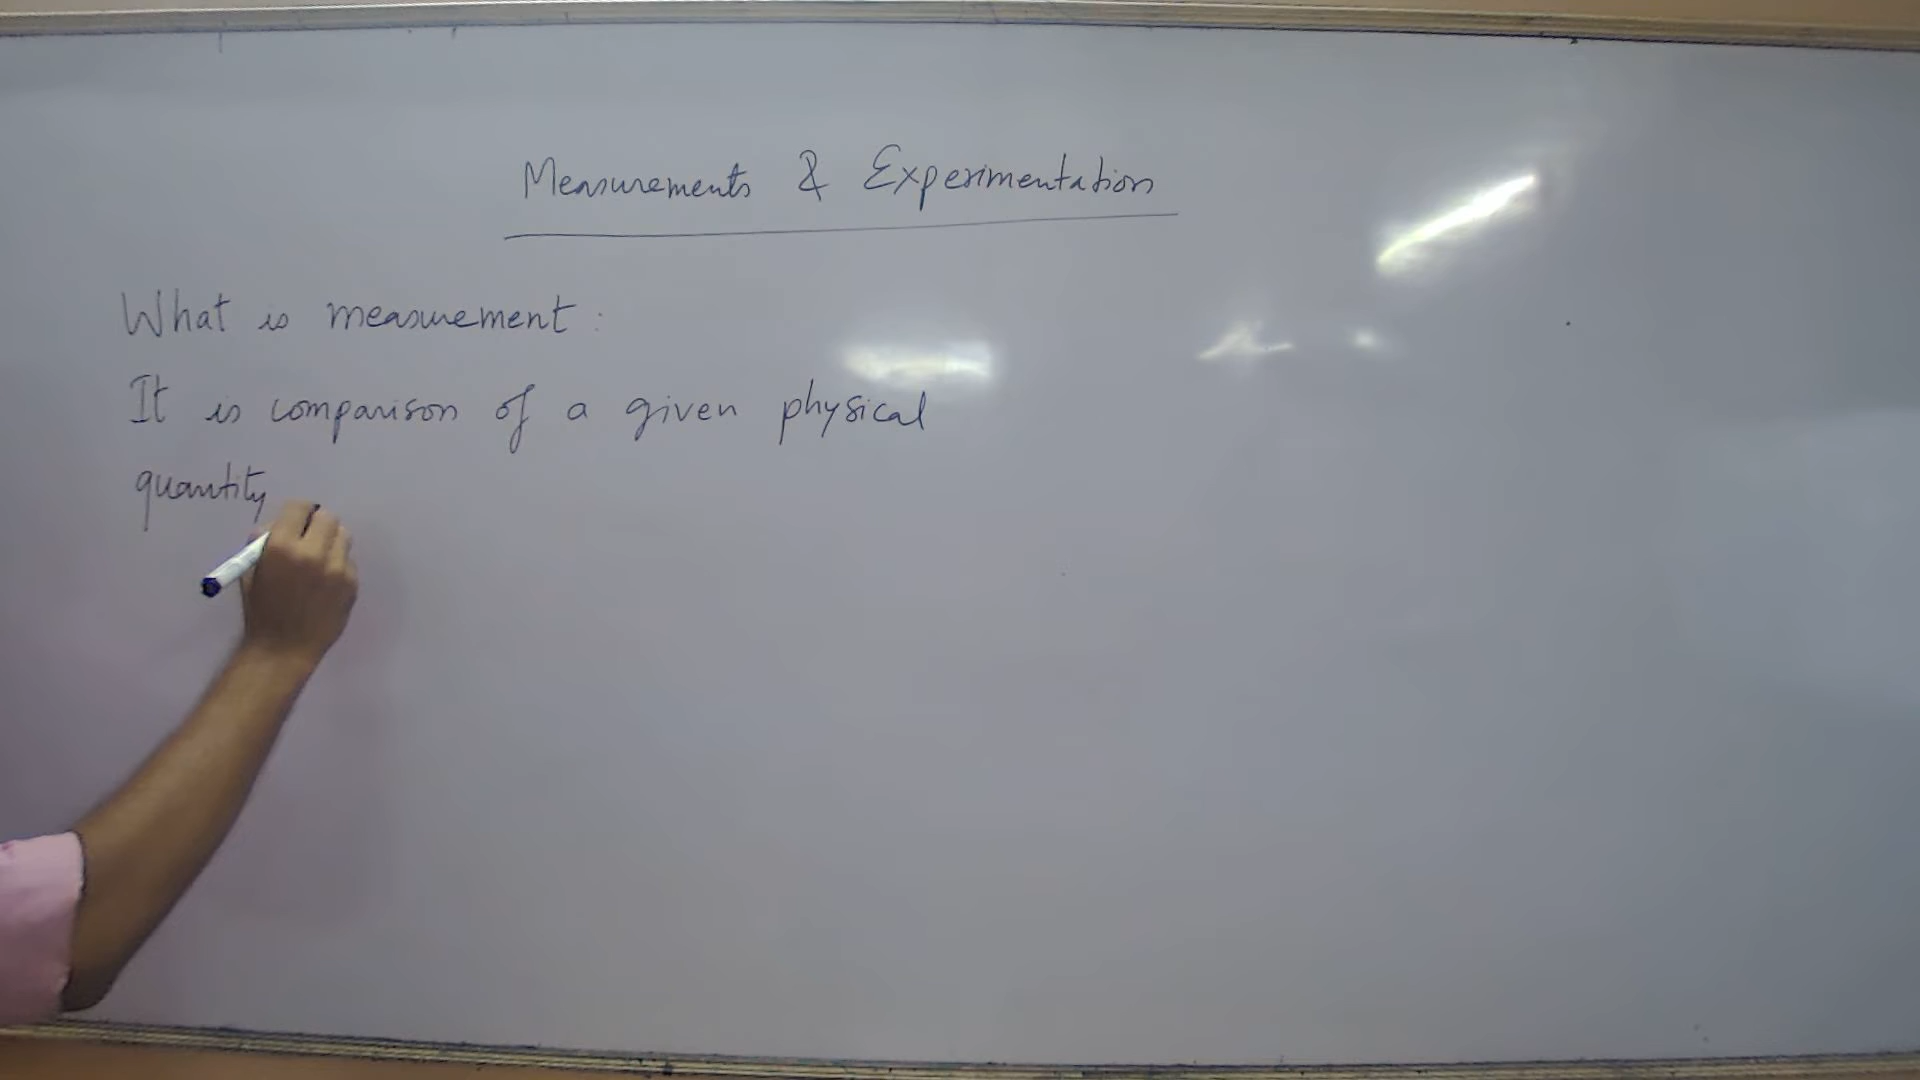 Measurements & Experimentation
What is measurement :
It is comparison of a given physical
quantity